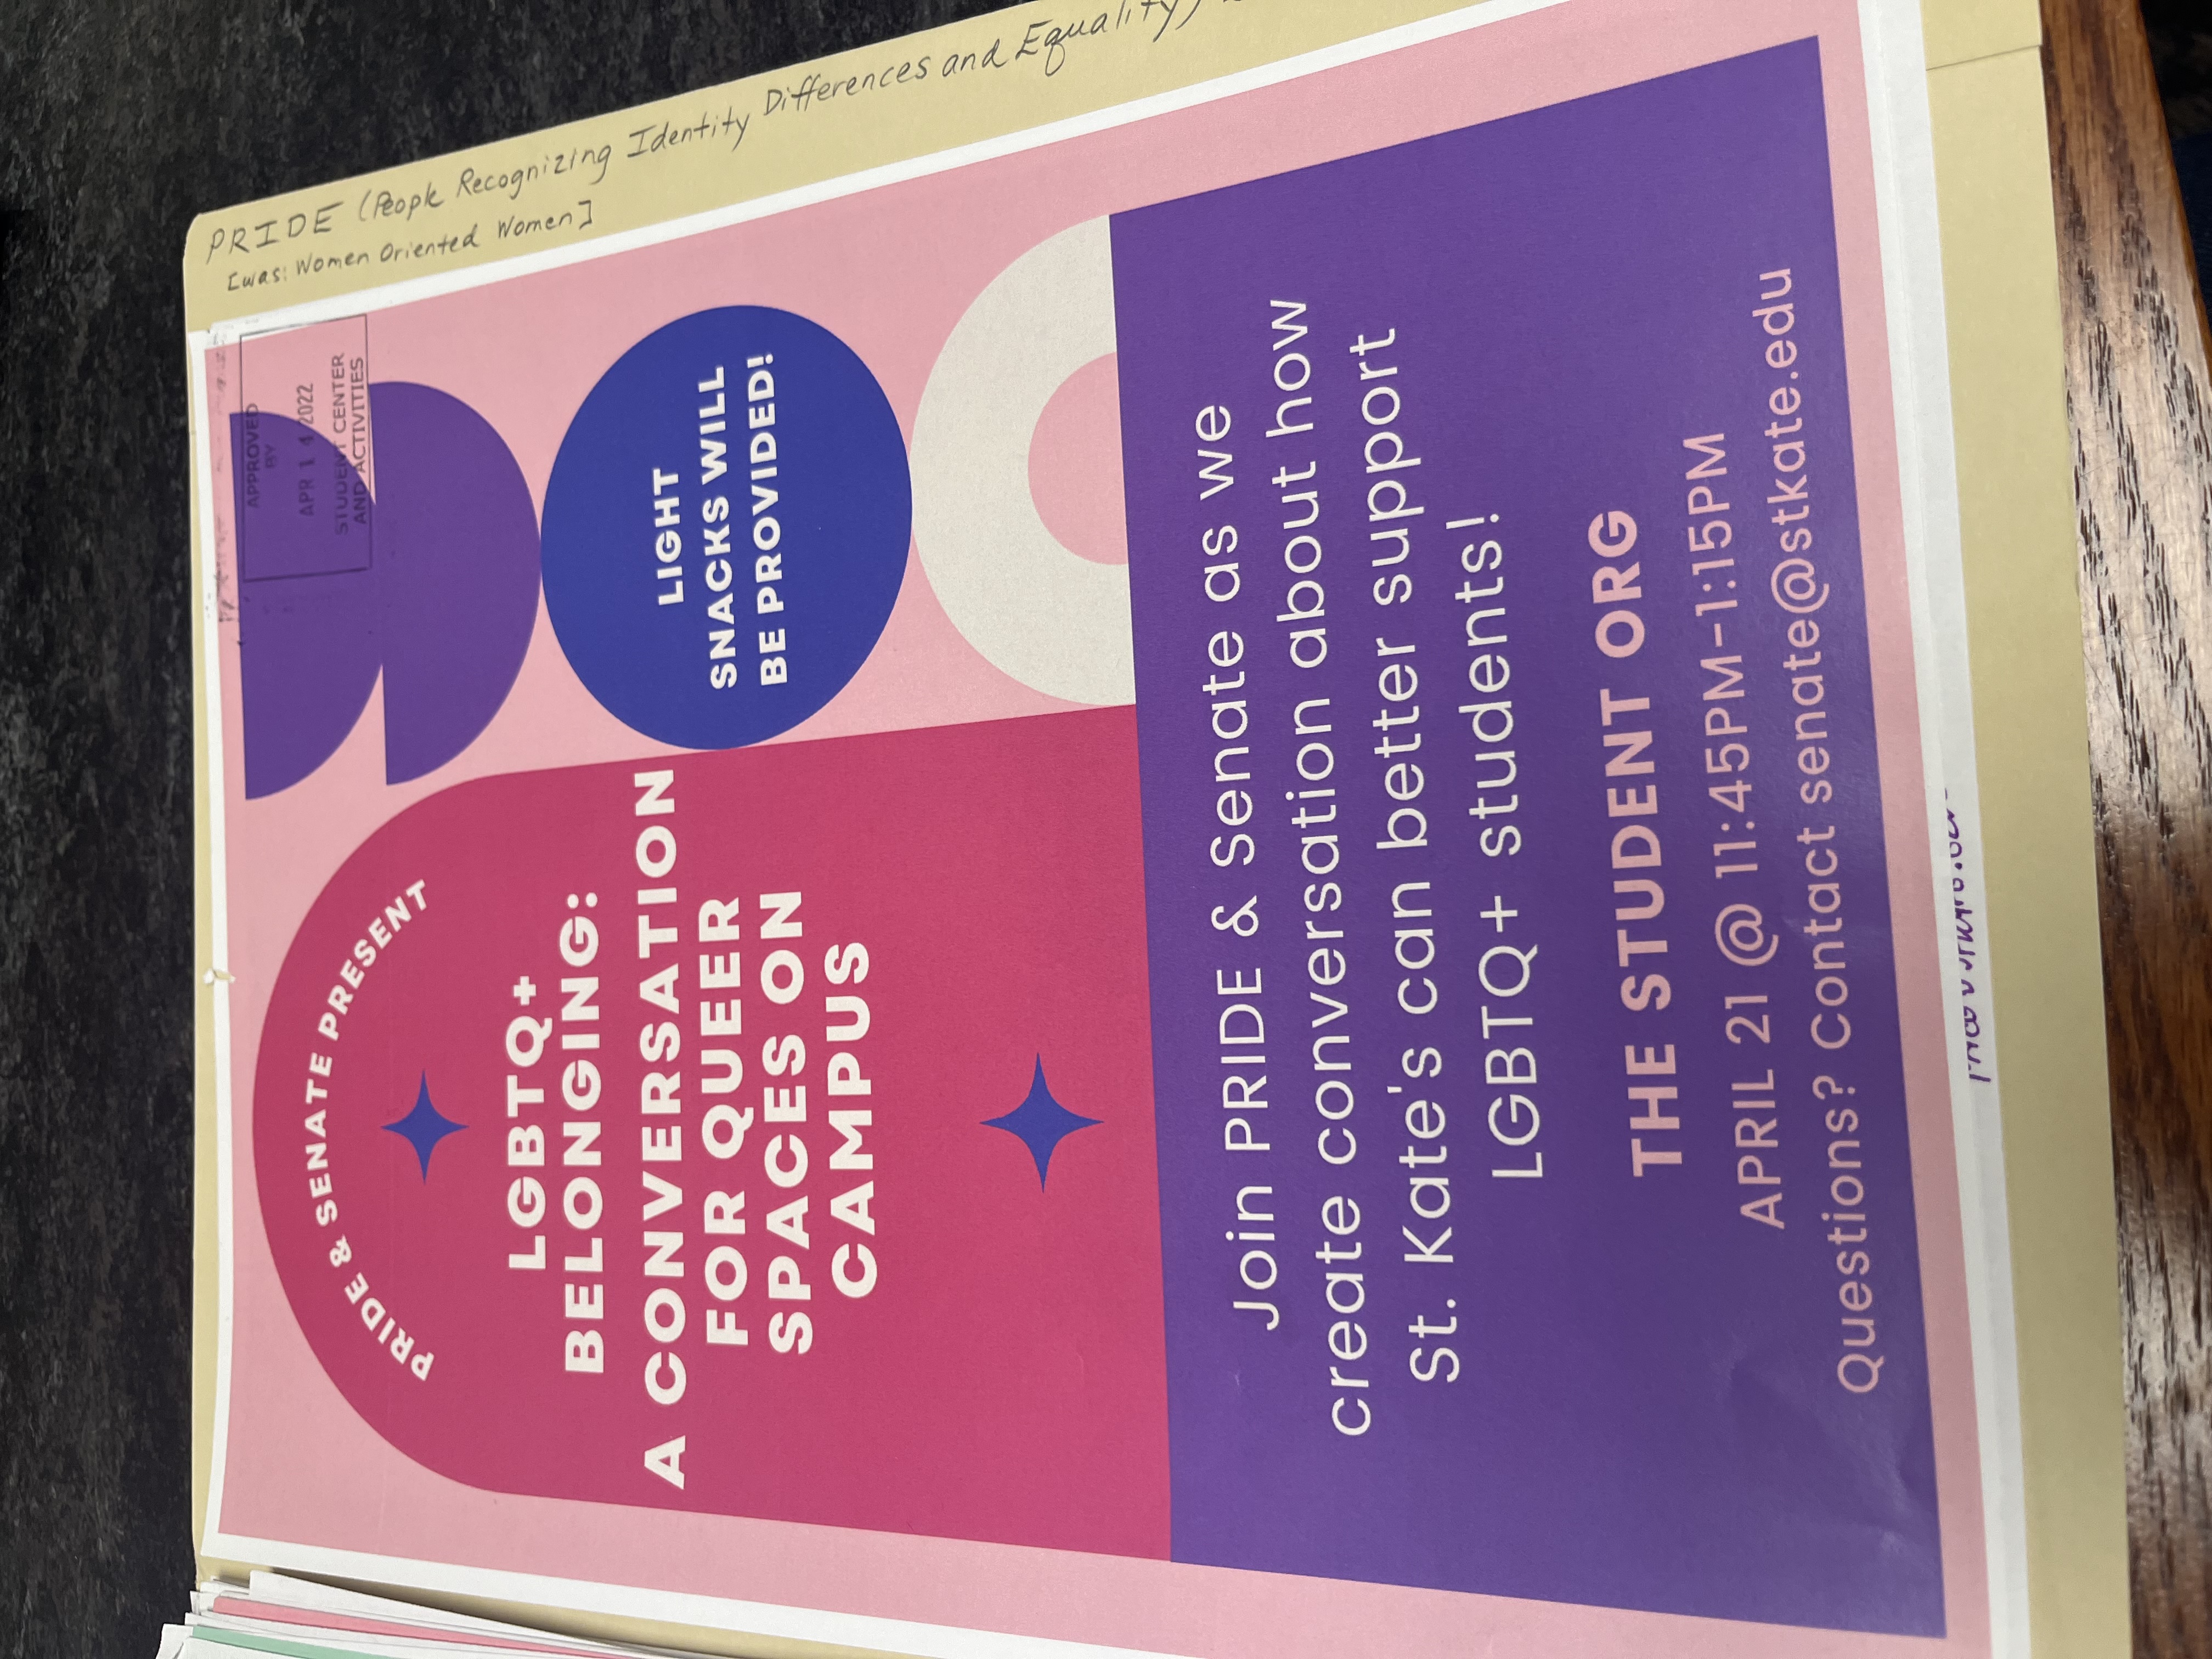 PRIDE & SENATE PRESENT
LGBTQ+
BELONGING:
A CONVERSATION
FOR QUEER
SPACES ON
CAMPUS
APPROVED
BY
APR 14 2022
STUDENT CENTER
AND ACTIVITIES
LIGHT
SNACKS WILL
BE PROVIDED!
Join PRIDE & Senate as we
create conversation about how
St. Kate's can better support
LGBTQ+ students!
THE STUDENT ORG
APRIL 21 @ 11:45PM-1:15PM
Questions? Contact senate@stkate.edu
PRIDE (People Recognizing Identity Differences and Equality)
[was: Women Oriented Women]